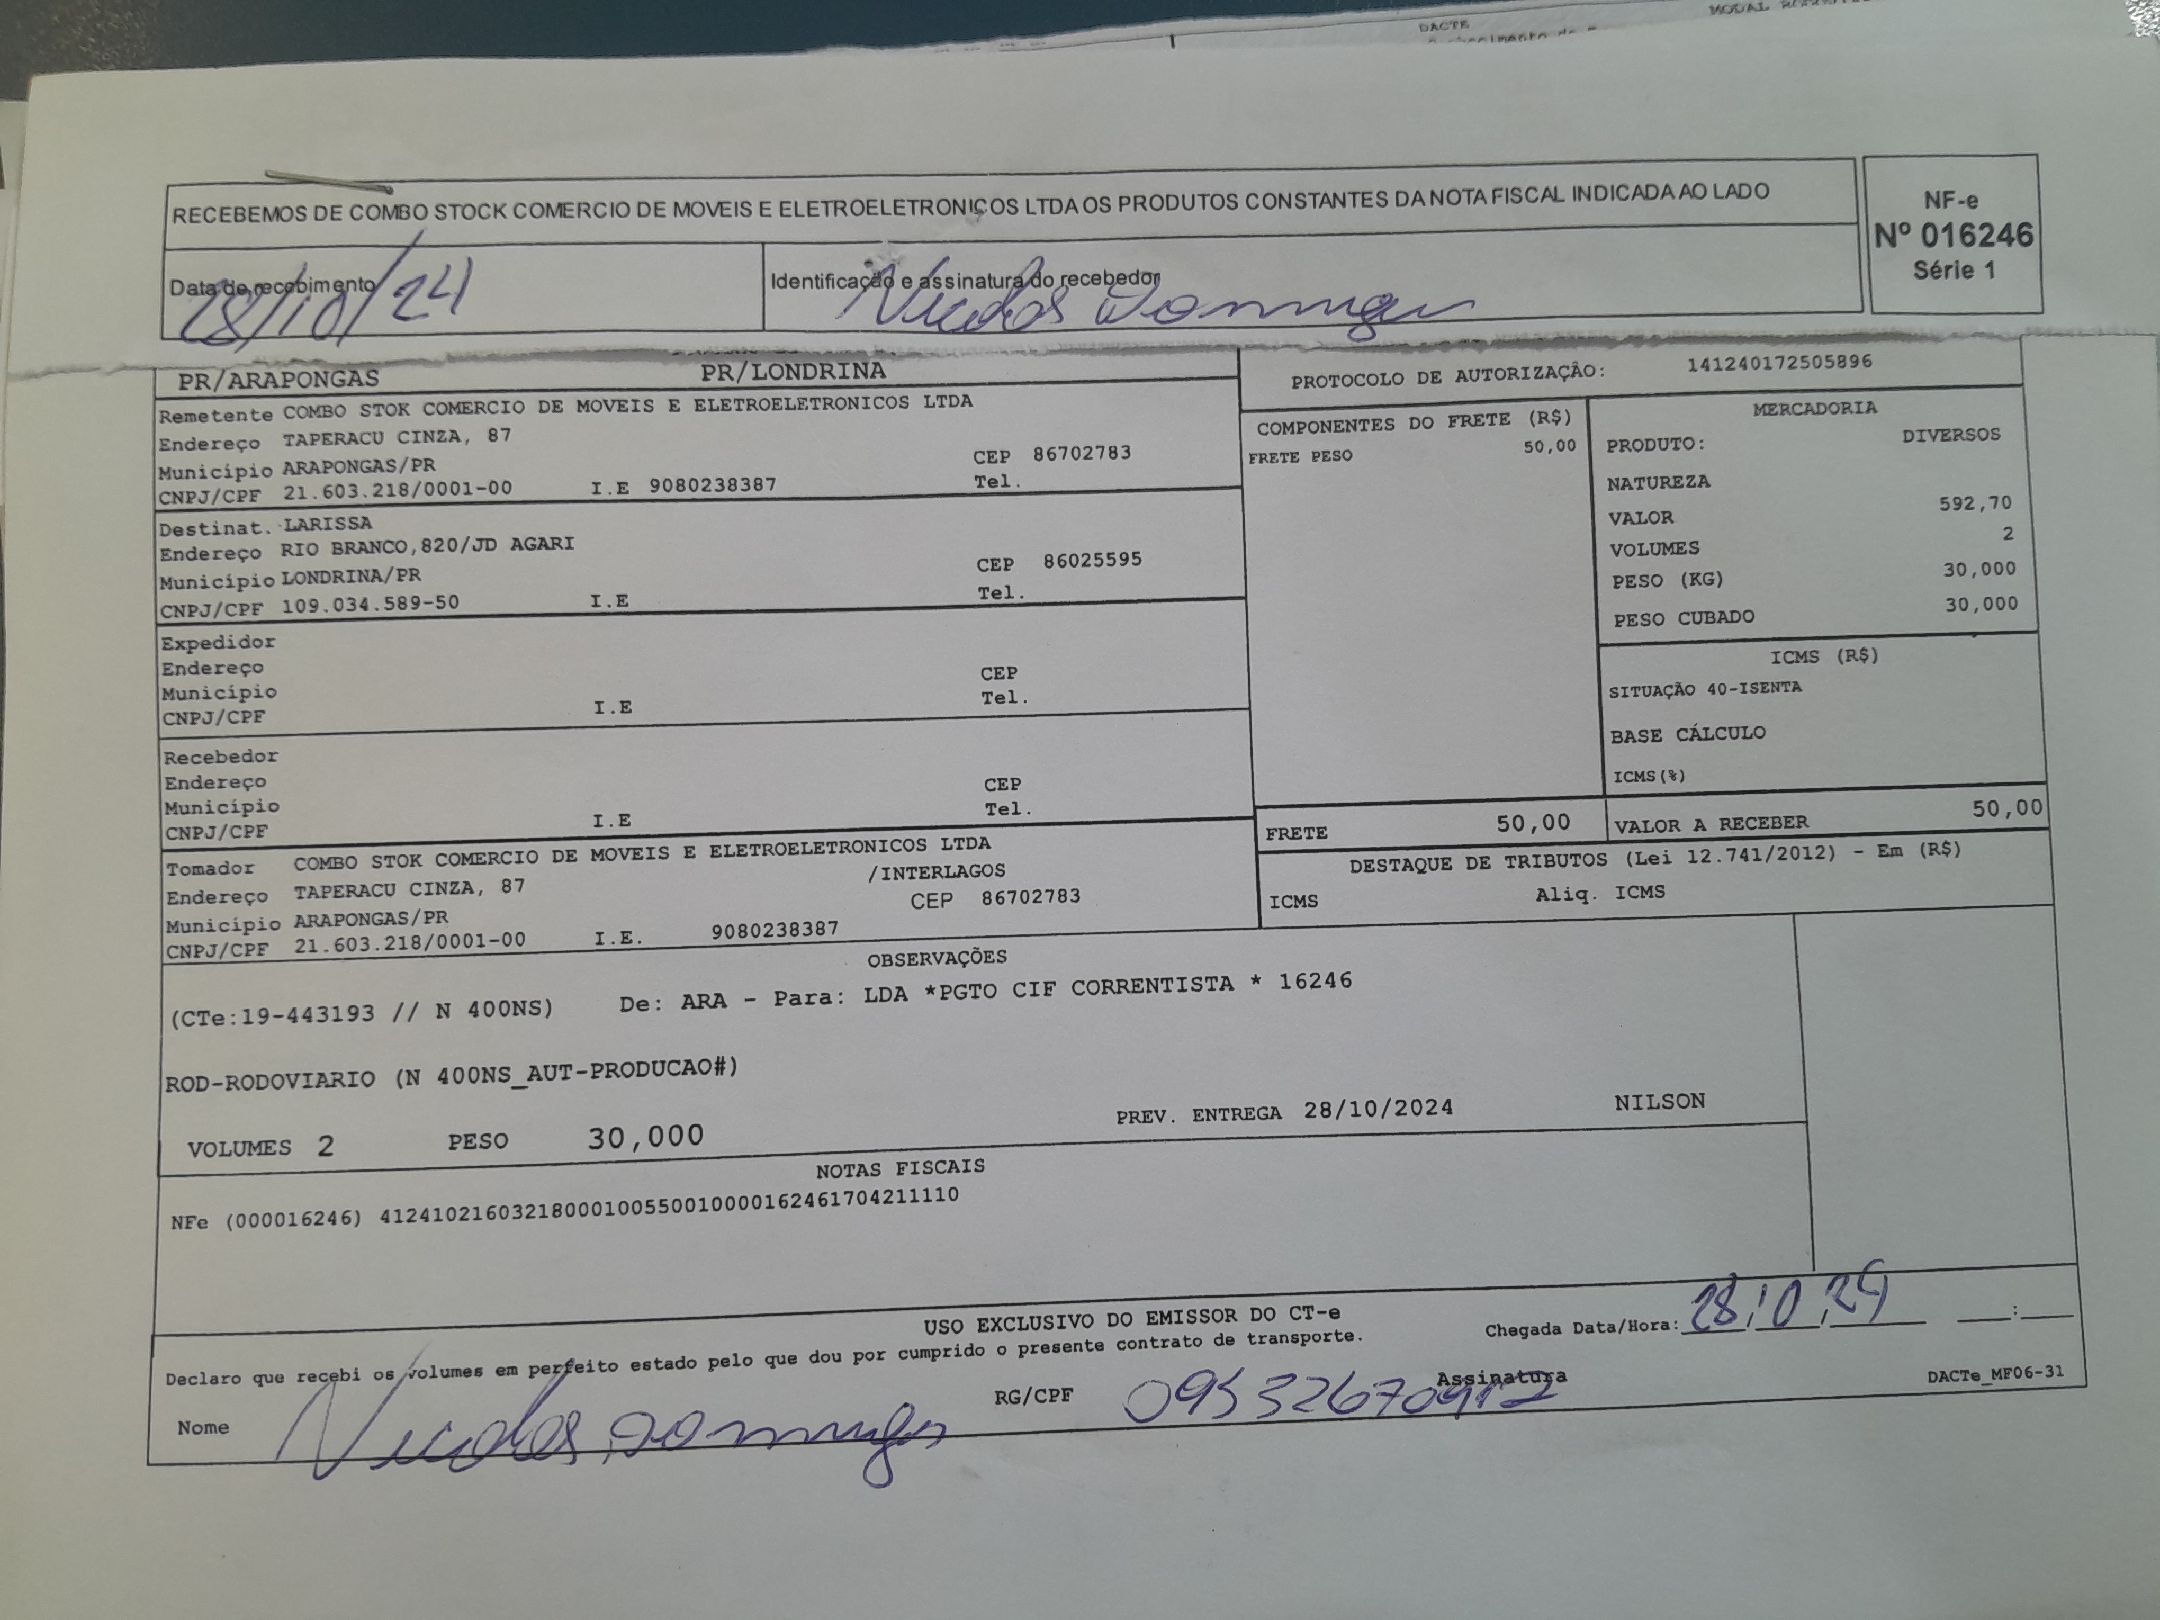 DACTE
RECEBEMOS DE COMBO STOCK COMERCIO DE MOVEIS E ELETROELETRONICOS LTDA OS PRODUTOS CONSTANTES DA NOTA FISCAL INDICADA AO LADO
NF-e
Nº 016246
Série 1
Data de recebimento
28/10/24
Identificação e assinatura do recebedor
PR/ARAPONGAS PR/LONDRINA
PROTOCOLO DE AUTORIZAÇÃO: 141240172505896
Remetente COMBO STOK COMERCIO DE MOVEIS E ELETROELETRONICOS LTDA
Endereço TAPERACU CINZA, 87
Município ARAPONGAS/PR CEP 86702783
CNPJ/CPF 21.603.218/0001-00 I.E 9080238387 Tel.
Destinat. LARISSA
Endereço RIO BRANCO,820/JD AGARI
Município LONDRINA/PR CEP 86025595
CNPJ/CPF 109.034.589-50 I.E Tel.
Expedidor
Endereço
Município CEP
CNPJ/CPF I.E Tel.
Recebedor
Endereço
Município CEP
CNPJ/CPF I.E Tel.
Tomador COMBO STOK COMERCIO DE MOVEIS E ELETROELETRONICOS LTDA
Endereço TAPERACU CINZA, 87 /INTERLAGOS
Município ARAPONGAS/PR CEP 86702783
CNPJ/CPF 21.603.218/0001-00 I.E. 9080238387
COMPONENTES DO FRETE (R$)
FRETE PESO 50,00
MERCADORIA
PRODUTO: DIVERSOS
NATUREZA
VALOR 592,70
VOLUMES 2
PESO (KG) 30,000
PESO CUBADO 30,000
ICMS (R$)
SITUAÇÃO 40-ISENTA
BASE CÁLCULO
ICMS(%)
FRETE 50,00 VALOR A RECEBER 50,00
DESTAQUE DE TRIBUTOS (Lei 12.741/2012) - Em (R$)
ICMS Aliq. ICMS
OBSERVAÇÕES
(CTe:19-443193 // N 400NS) De: ARA - Para: LDA *PGTO CIF CORRENTISTA * 16246
ROD-RODOVIARIO (N 400NS_AUT-PRODUCAO#)
VOLUMES 2 PESO 30,000 PREV. ENTREGA 28/10/2024 NILSON
NOTAS FISCAIS
NFe (000016246) 41241021603218000100550010000162461704211110
USO EXCLUSIVO DO EMISSOR DO CT-e
Declaro que recebi os volumes em perfeito estado pelo que dou por cumprido o presente contrato de transporte.
Chegada Data/Hora: 28 10 24 :
Nome RG/CPF Assinatura
DACTe_MF06-31